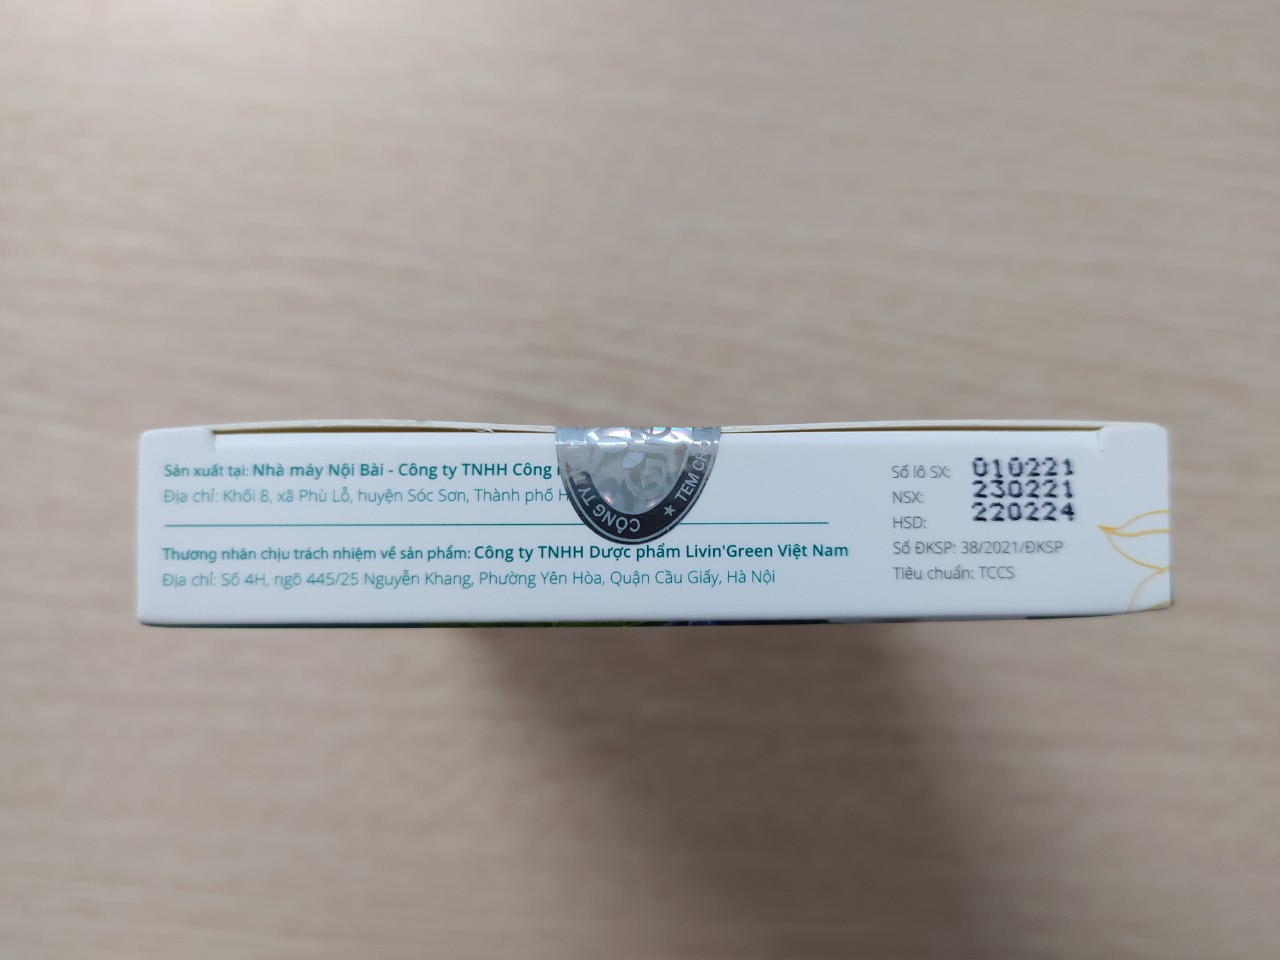 Sản xuất tại: Nhà máy Nội Bài - Công ty TNHH Công
Địa chỉ: Khối 8, xã Phù Lỗ, huyện Sóc Sơn, Thành phố
Thương nhân chịu trách nhiệm về sản phẩm: Công ty TNHH Dược phẩm Livin'Green Việt Nam
Địa chỉ: Số 4H, ngõ 445/25 Nguyễn Khang, Phường Yên Hòa, Quận Cầu Giấy, Hà Nội
CÔNG TY
★ TEM
Số lô SX: 010221
NSX: 230221
HSD: 220224
Số ĐKSP: 38/2021/ĐKSP
Tiêu chuẩn: TCCS